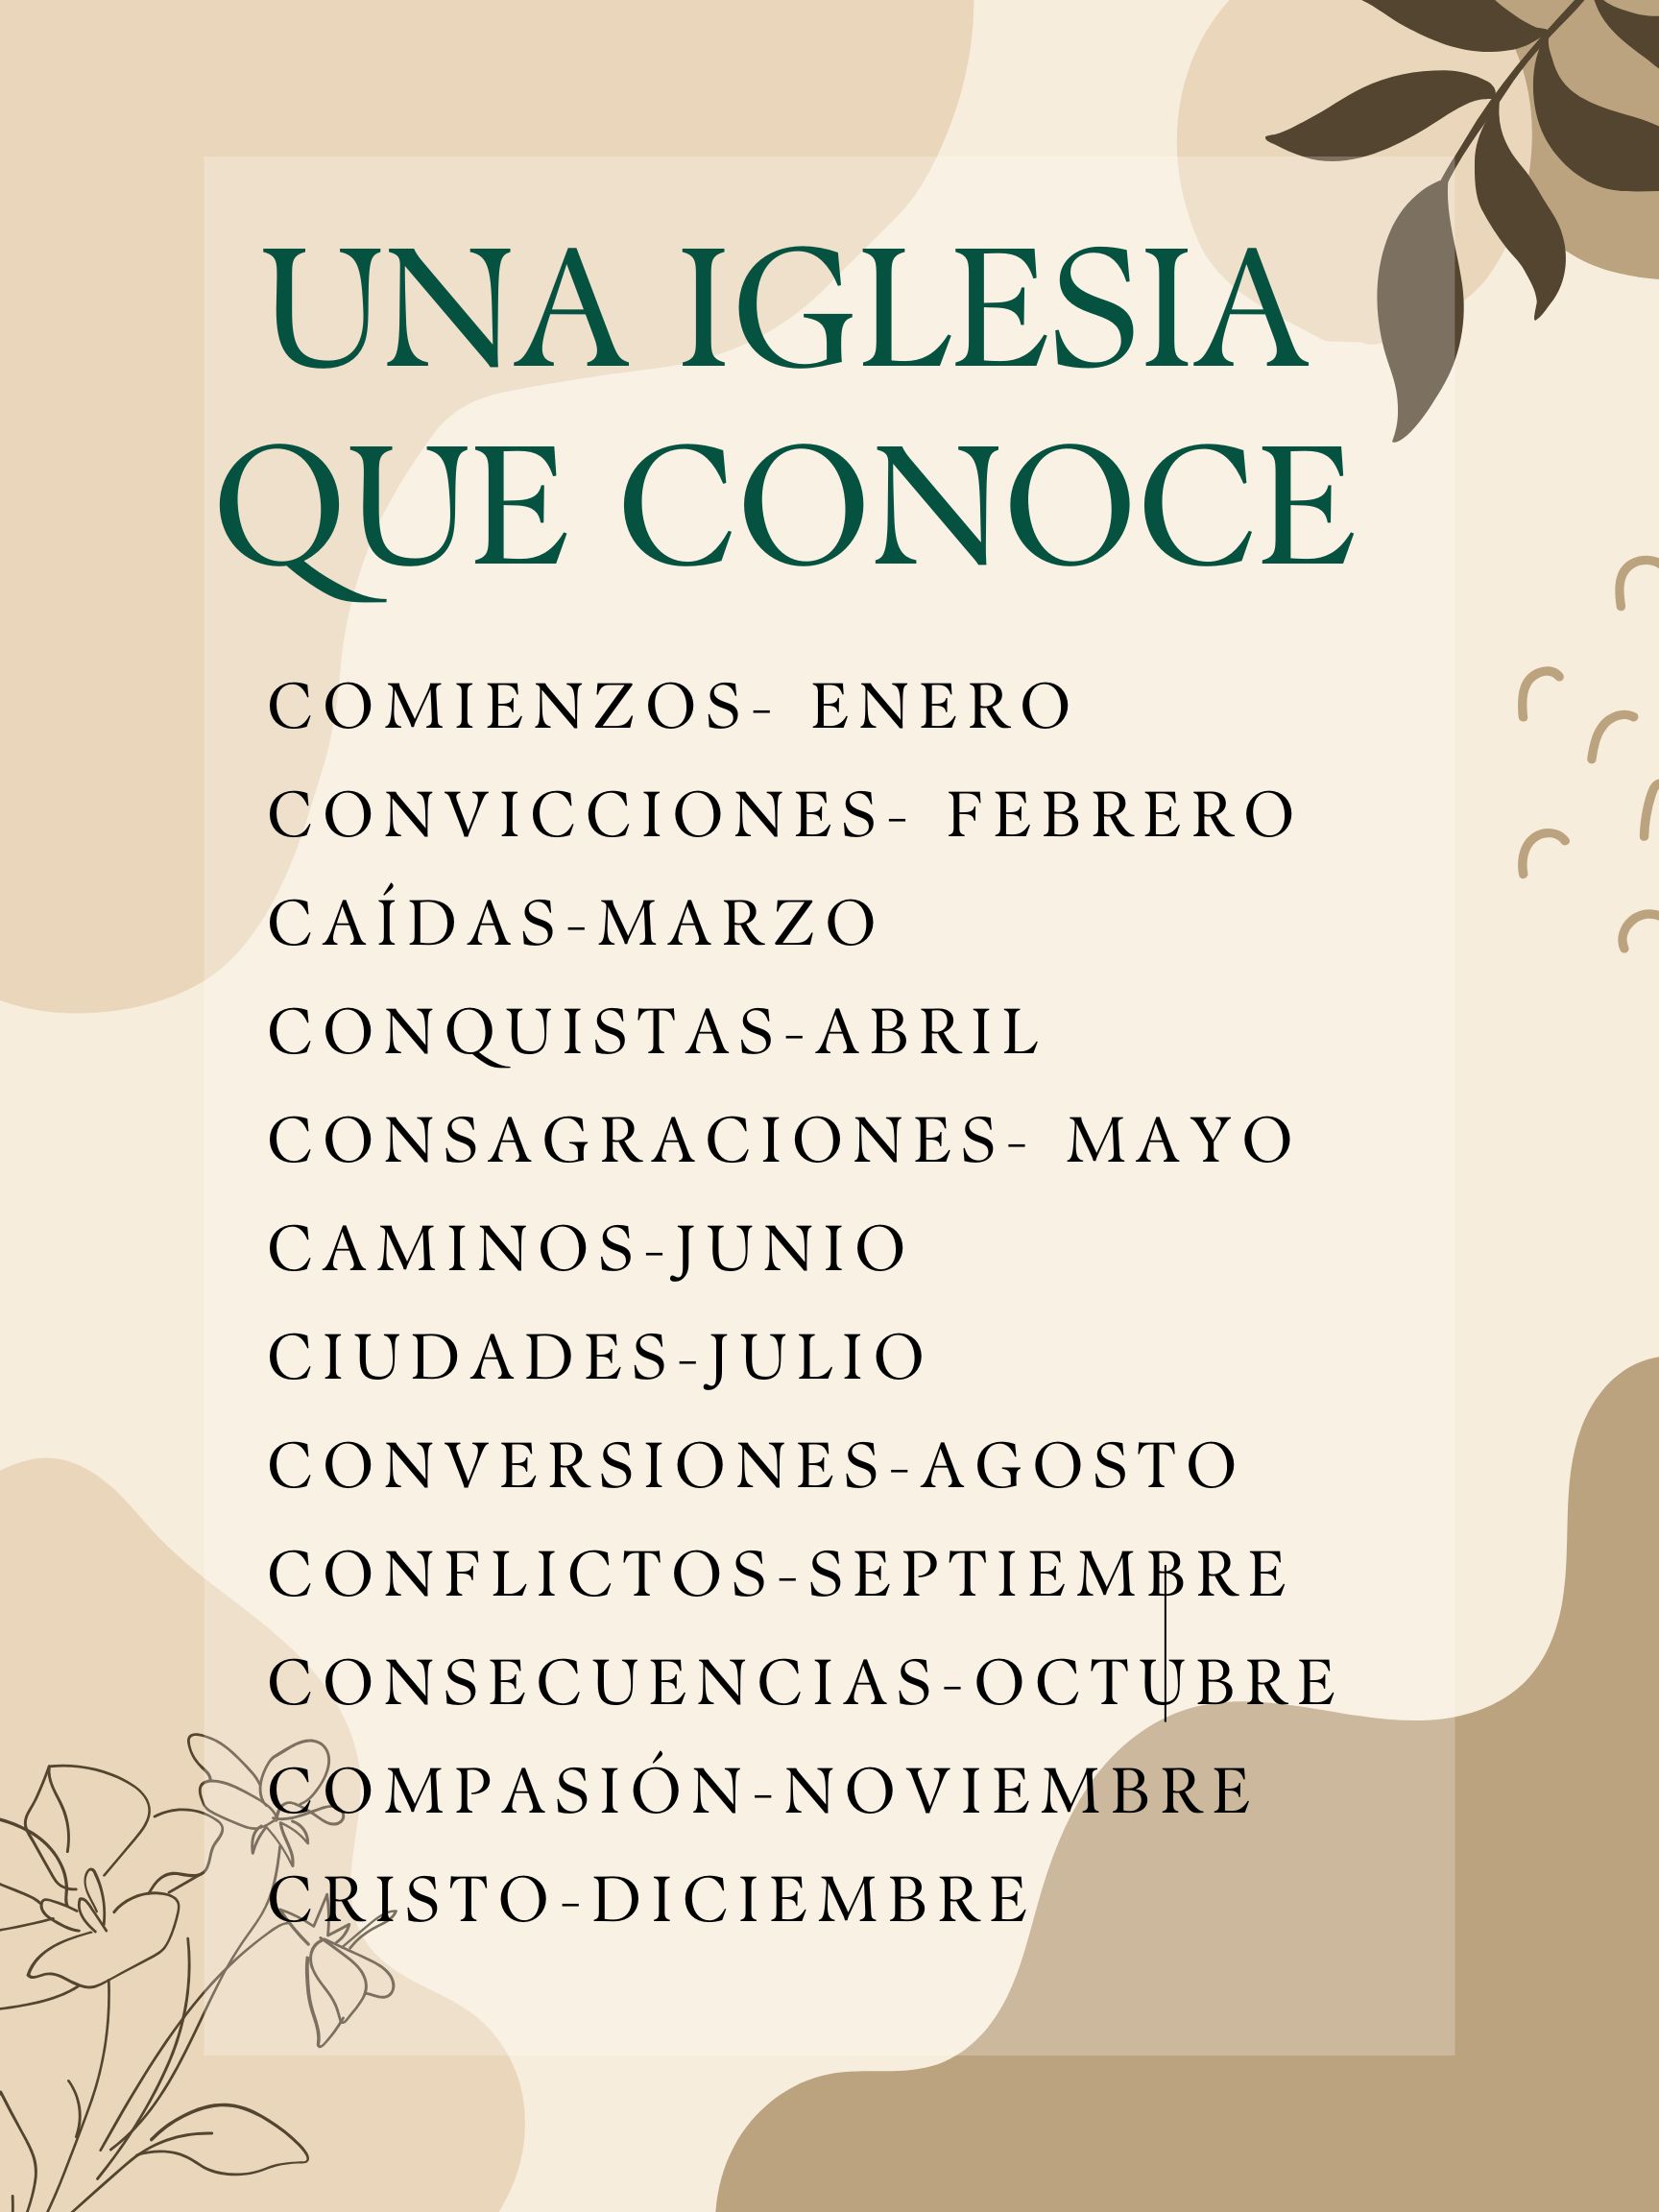 UNA IGLESIA
QUE CONOCE
COMIENZOS- ENERO
CONVICCIONES- FEBRERO
CAÍDAS-MARZO
CONQUISTAS-ABRIL
CONSAGRACIONES- MAYO
CAMINOS-JUNIO
CIUDADES-JULIO
CONVERSIONES-AGOSTO
CONFLICTOS-SEPTIEMBRE
CONSECUENCIAS-OCTUBRE
COMPASIÓN-NOVIEMBRE
CRISTO-DICIEMBRE